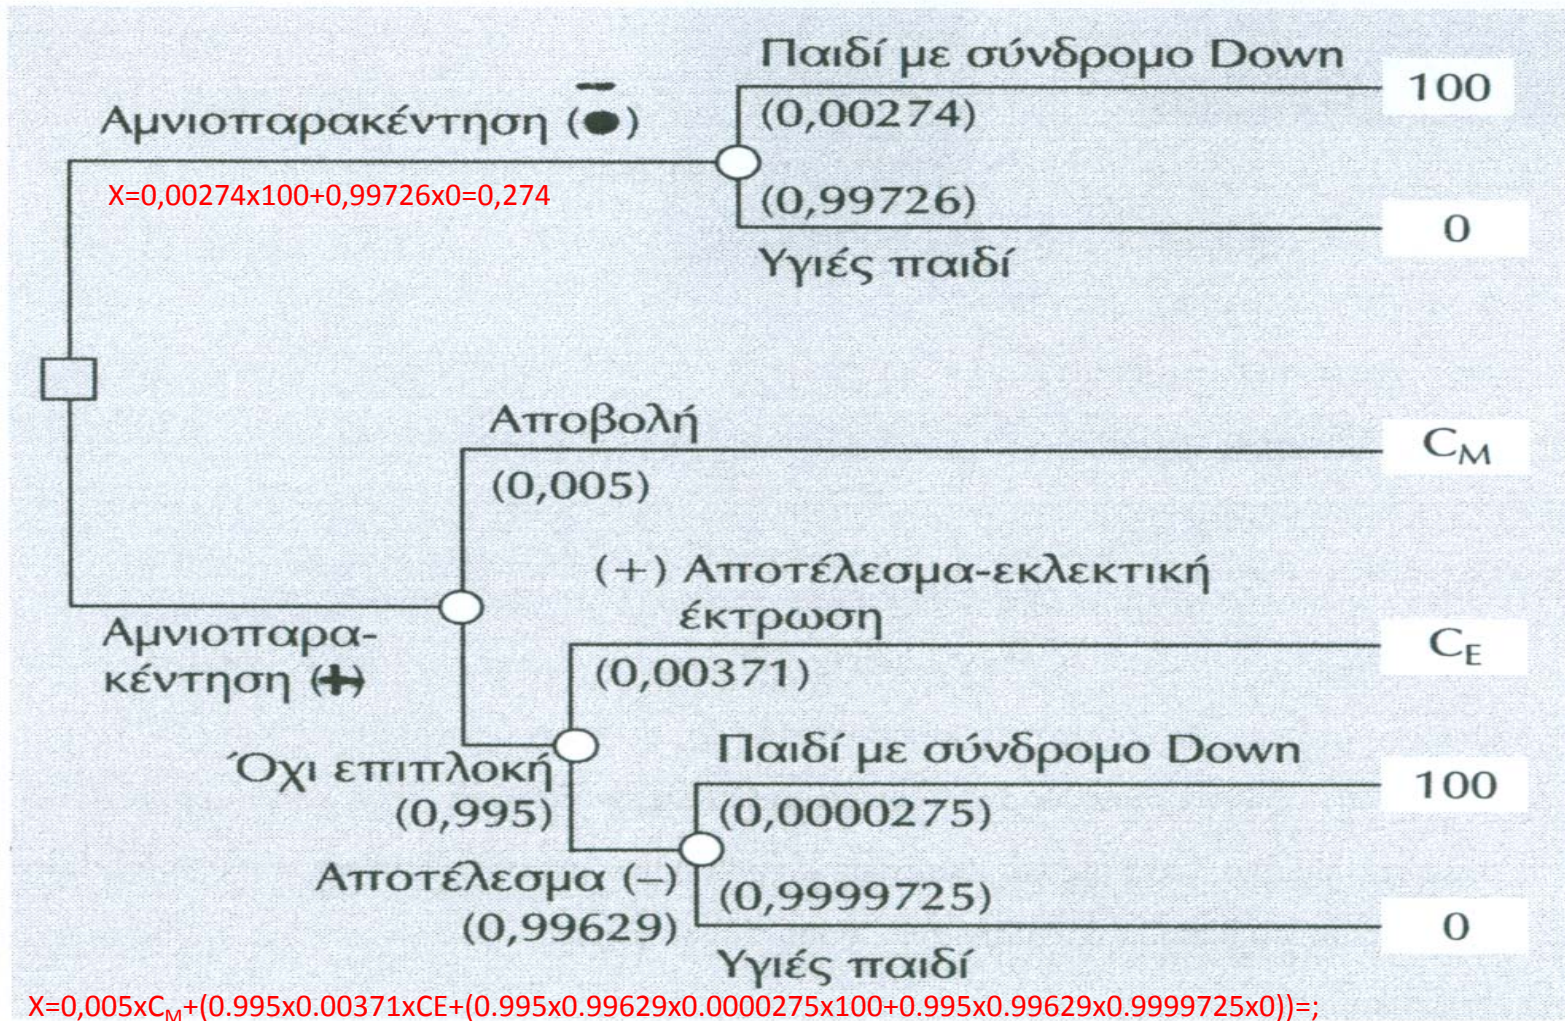 Παιδί με σύνδρομο Down
100
Αμνιοπαρακέντηση (–)
(0,00274)
X=0,00274x100+0,99726x0=0,274
(0,99726)
0
Υγιές παιδί
Αποβολή
C_M
(0,005)
(+) Αποτέλεσμα-εκλεκτική
έκτρωση
C_E
Αμνιοπαρα-
κέντηση (+)
(0,00371)
Παιδί με σύνδρομο Down
Όχι επιπλοκή
100
(0,995)
(0,0000275)
Αποτέλεσμα (–)
(0,9999725)
(0,99629)
0
Υγιές παιδί
X=0,005xC_M+(0.995x0.00371xCE+(0.995x0.99629x0.0000275x100+0.995x0.99629x0.9999725x0))=;